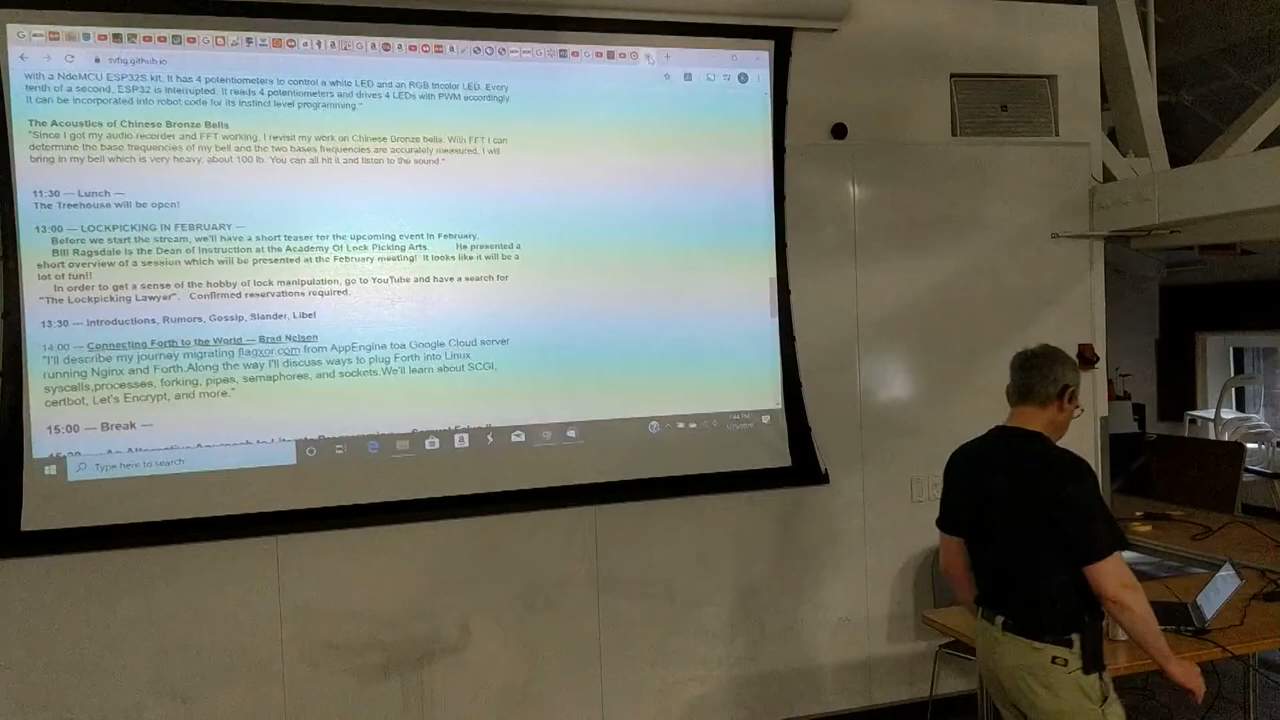 svfig.github.io
with a NdeMCU ESP32S kit. It has 4 potentiometers to control a white LED and an RGB tricolor LED. Every
tenth of a second, ESP32 is interrupted. It reads 4 potentiometers and drives 4 LEDs with PWM accordingly.
It can be incorporated into robot code for its instinct level programming."
The Acoustics of Chinese Bronze Bells
"Since I got my audio recorder and FFT working, I revisit my work on Chinese Bronze bells. With FFT I can
determine the base frequencies of my bell and the two bases frequencies are accurately measured. I will
bring in my bell which is very heavy, about 100 lb. You can all hit it and listen to the sound."
11:30 — Lunch —
The Treehouse will be open!
13:00 — LOCKPICKING IN FEBRUARY —
Before we start the stream, we'll have a short teaser for the upcoming event in February.
Bill Ragsdale is the Dean of Instruction at the Academy Of Lock Picking Arts. He presented a
short overview of a session which will be presented at the February meeting! It looks like it will be a
lot of fun!!
In order to get a sense of the hobby of lock manipulation, go to YouTube and have a search for
"The Lockpicking Lawyer". Confirmed reservations required.
13:30 — Introductions, Rumors, Gossip, Slander, Libel
14:00 — Connecting Forth to the World — Brad Nelson
"I'll describe my journey migrating flagxor.com from AppEngine toa Google Cloud server
running Nginx and Forth.Along the way I'll discuss ways to plug Forth into Linux
syscalls,processes, forking, pipes, semaphores, and sockets.We'll learn about SCGI,
certbot, Let's Encrypt, and more."
15:00 — Break —
Type here to search